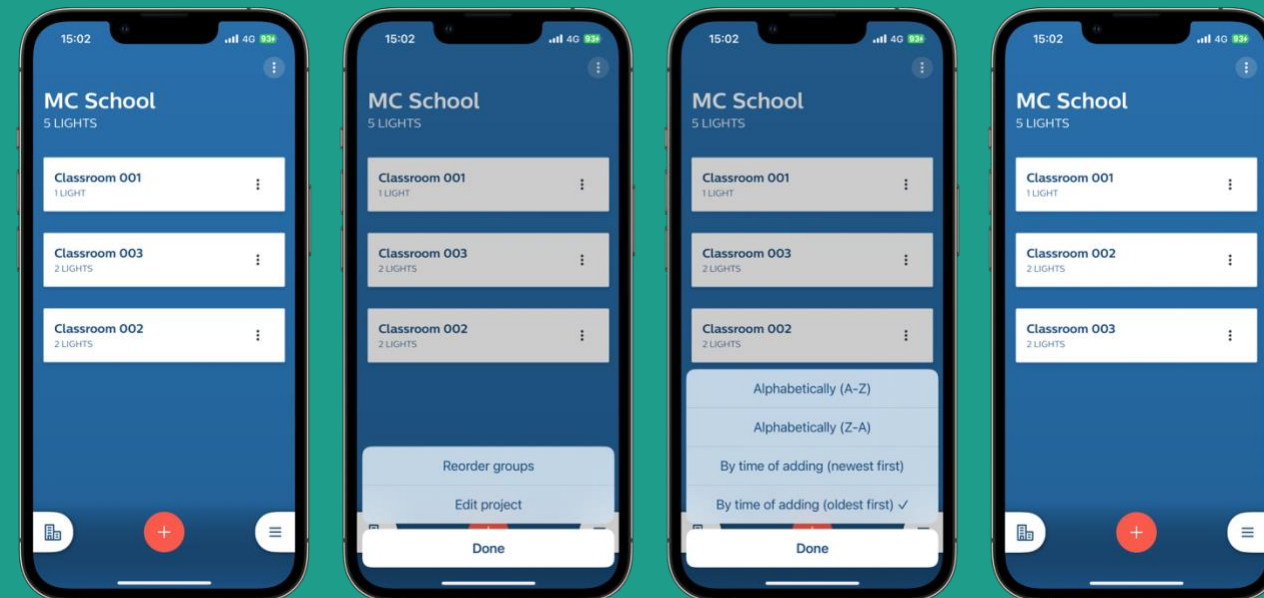 15:02
4G 93+
MC School
5 LIGHTS
Classroom 001
1 LIGHT
Classroom 003
2 LIGHTS
Classroom 002
2 LIGHTS
15:02
4G 93+
MC School
5 LIGHTS
Classroom 001
1 LIGHT
Classroom 003
2 LIGHTS
Classroom 002
2 LIGHTS
Reorder groups
Edit project
Done
15:02
4G 93+
MC School
5 LIGHTS
Classroom 001
1 LIGHT
Classroom 003
2 LIGHTS
Classroom 002
2 LIGHTS
Alphabetically (A-Z)
Alphabetically (Z-A)
By time of adding (newest first)
By time of adding (oldest first) ✓
Done
15:02
4G 93+
MC School
5 LIGHTS
Classroom 001
1 LIGHT
Classroom 002
2 LIGHTS
Classroom 003
2 LIGHTS